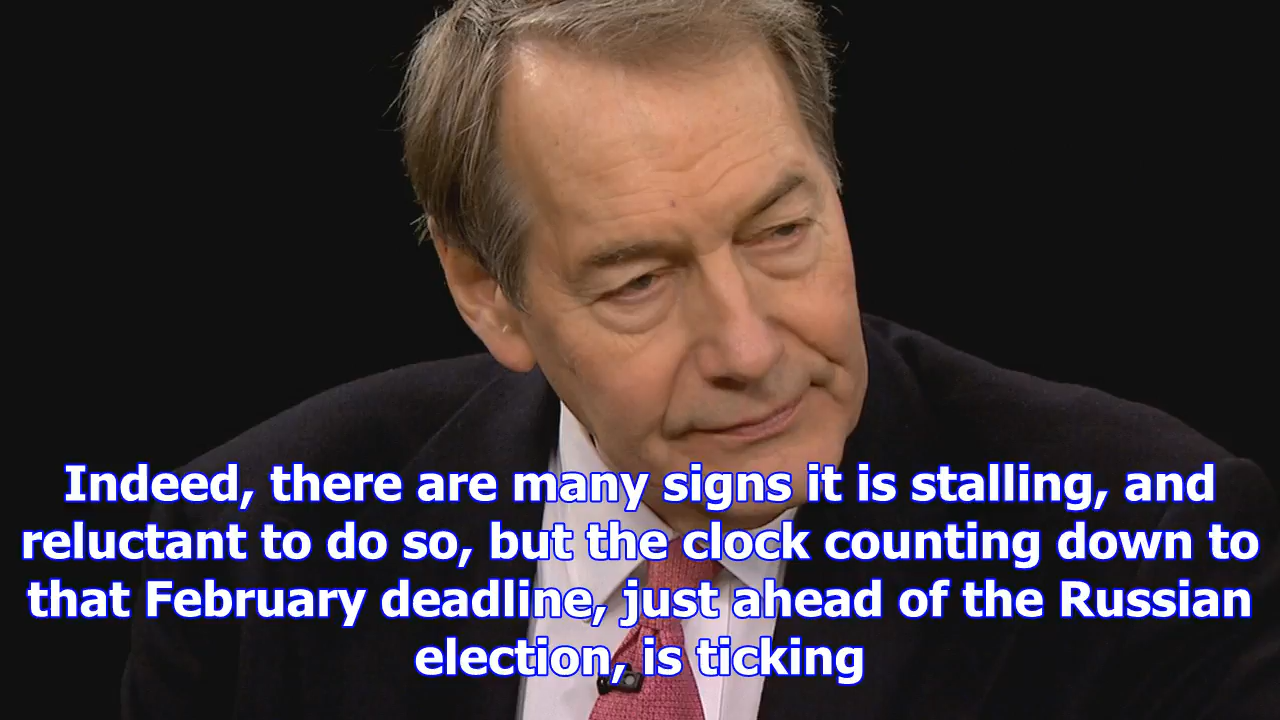 Indeed, there are many signs it is stalling, and
reluctant to do so, but the clock counting down to
that February deadline, just ahead of the Russian
election, is ticking